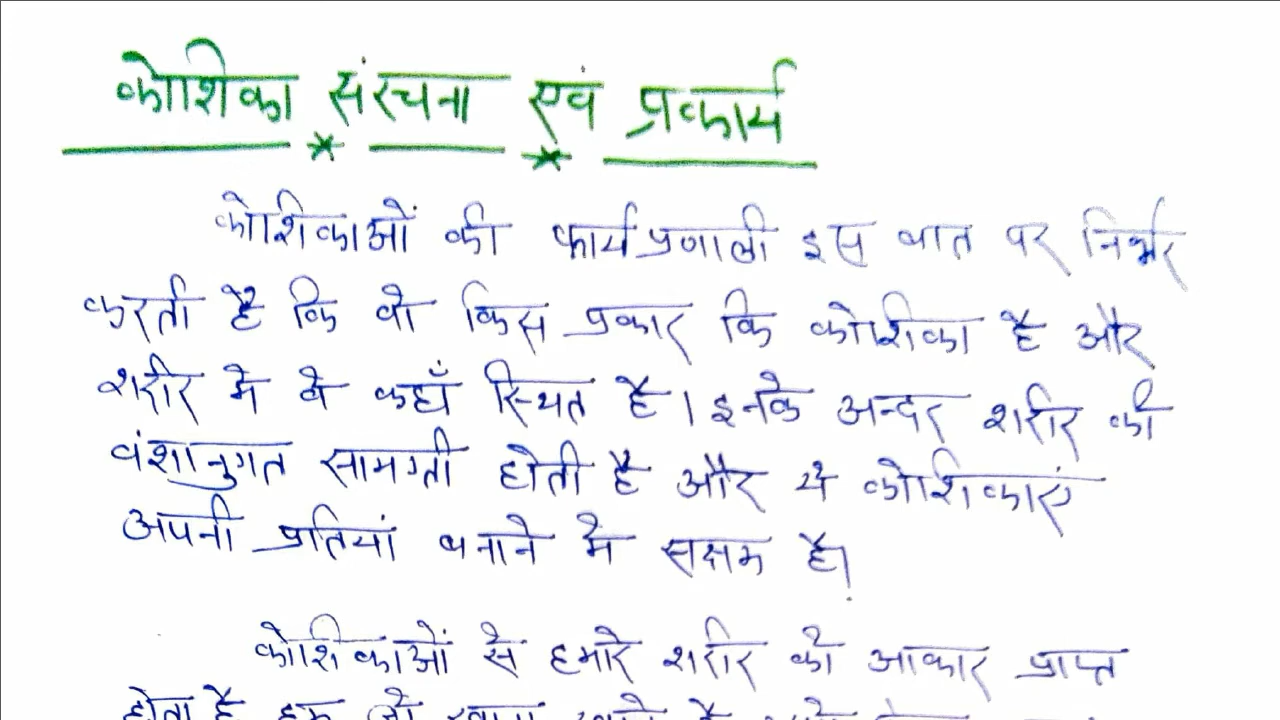 कोशिका संरचना एवं प्रकार्य
कोशिकाओं की कार्यप्रणाली इस बात पर निर्भर
करती है कि वो किस प्रकार कि कोशिका है और
शरीर मे वे कहाँ स्थित है। इनके अन्दर शरीर की
वंशानुगत सामग्ती होती है और ये कोशिकाएं
अपनी प्रतियां बनाने मे सक्षम है।
कोशिकाओं से हमारे शरीर को आकार प्राप्त
होता है हम जो खाना